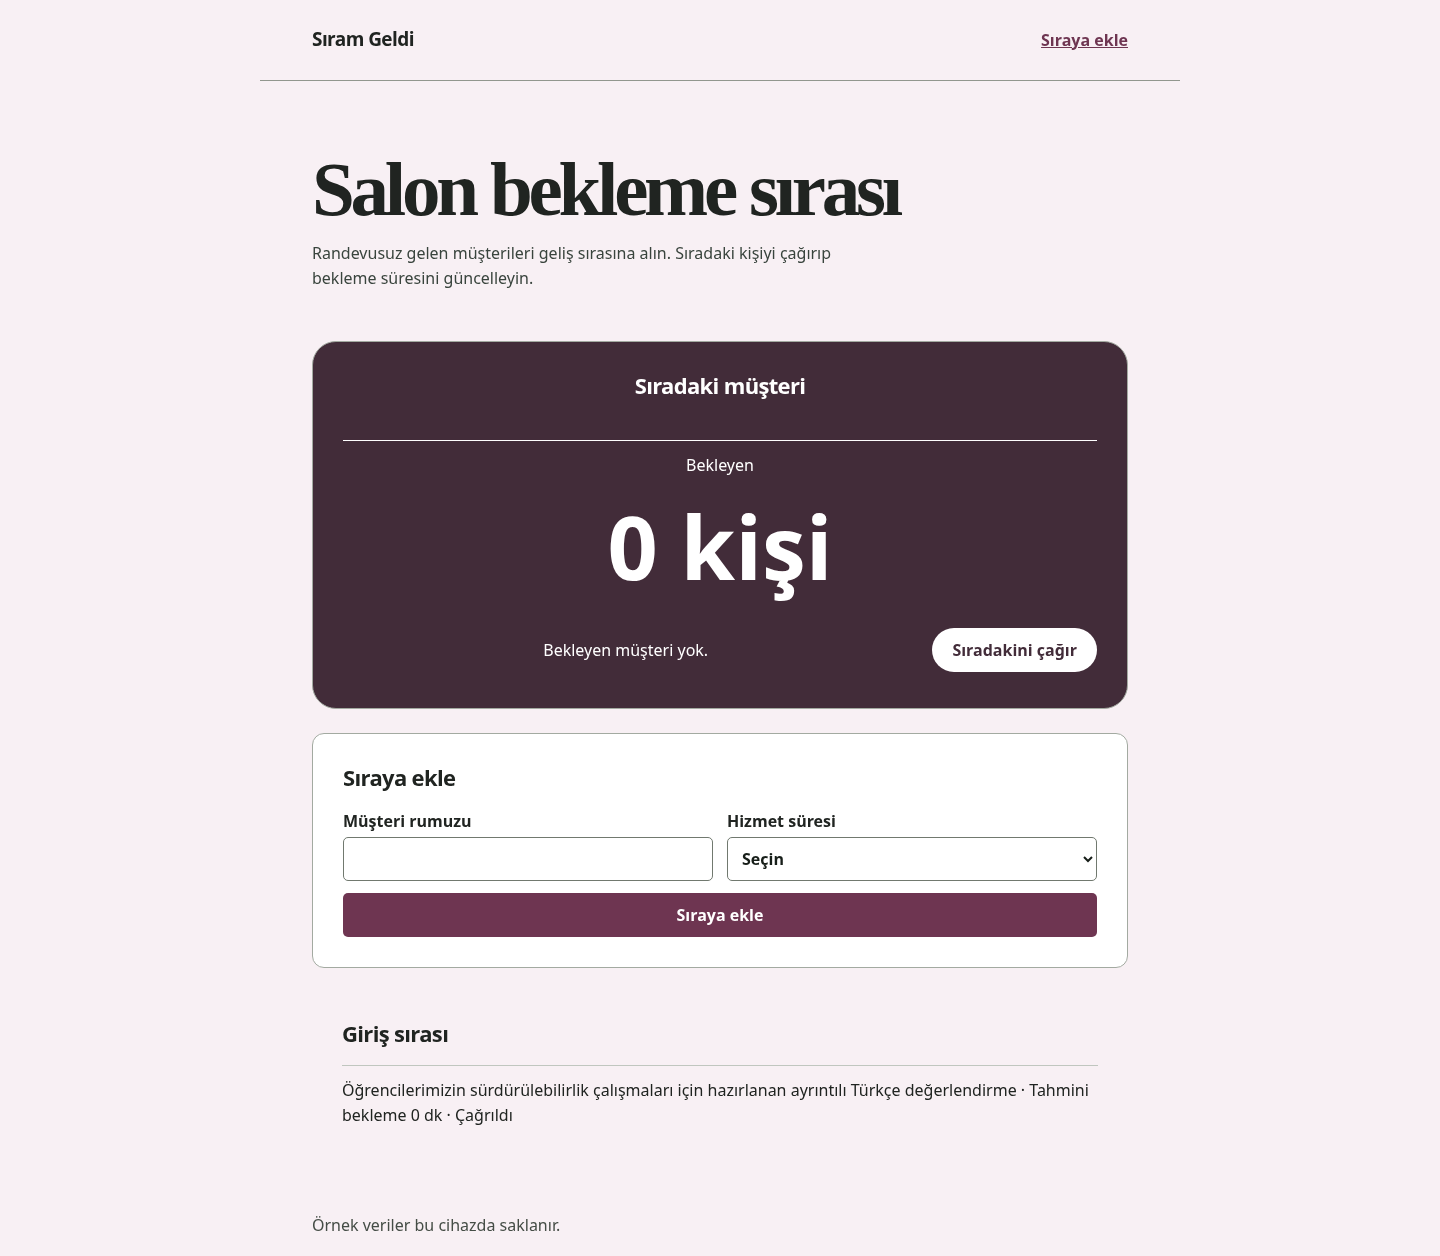 Sıram Geldi
Sıraya ekle
Salon bekleme sırası
Randevusuz gelen müşterileri geliş sırasına alın. Sıradaki kişiyi çağırıp
bekleme süresini güncelleyin.
Sıradaki müşteri
Bekleyen
0 kişi
Bekleyen müşteri yok.
Sıradakini çağır
Sıraya ekle
Müşteri rumuzu
Hizmet süresi
Seçin
Sıraya ekle
Giriş sırası
Öğrencilerimizin sürdürülebilirlik çalışmaları için hazırlanan ayrıntılı Türkçe değerlendirme · Tahmini
bekleme 0 dk · Çağrıldı
Örnek veriler bu cihazda saklanır.